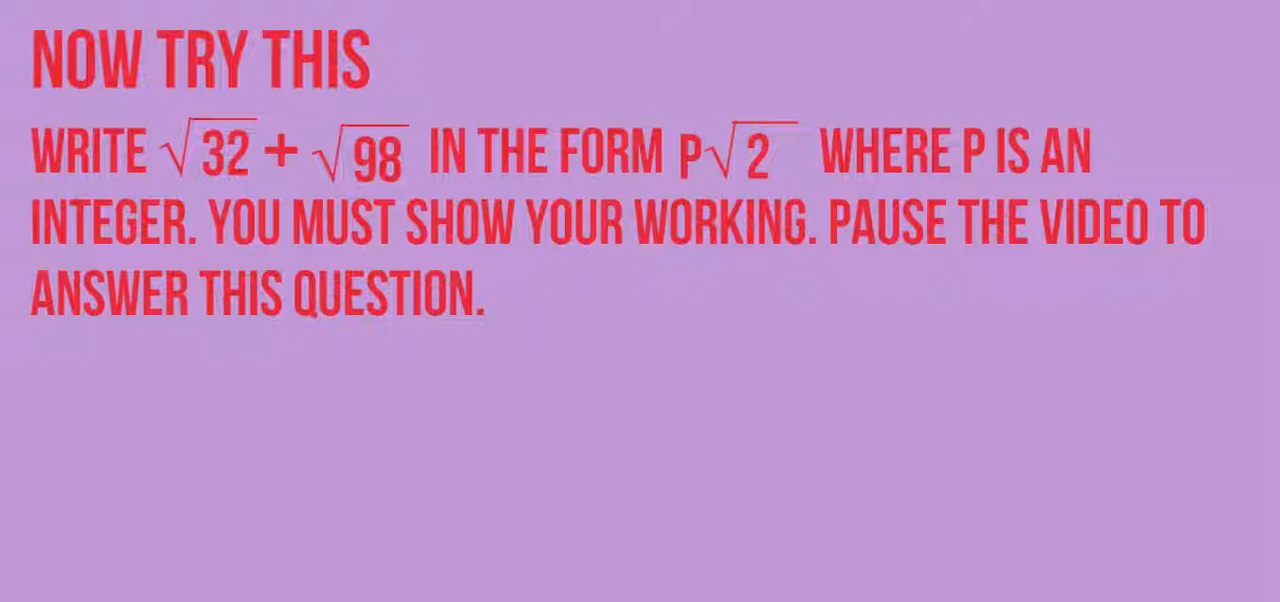 NOW TRY THIS
WRITE √32 + √98 IN THE FORM P√2 WHERE P IS AN
INTEGER. YOU MUST SHOW YOUR WORKING. PAUSE THE VIDEO TO
ANSWER THIS QUESTION.